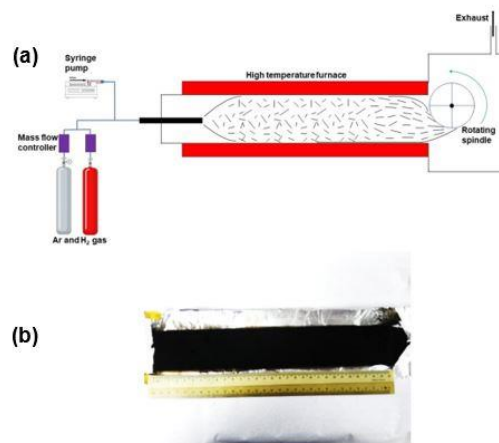 (a)
Exhaust
Syringe
pump
High temperature furnace
Mass flow
controller
Rotating
spindle
Ar and H₂ gas
(b)